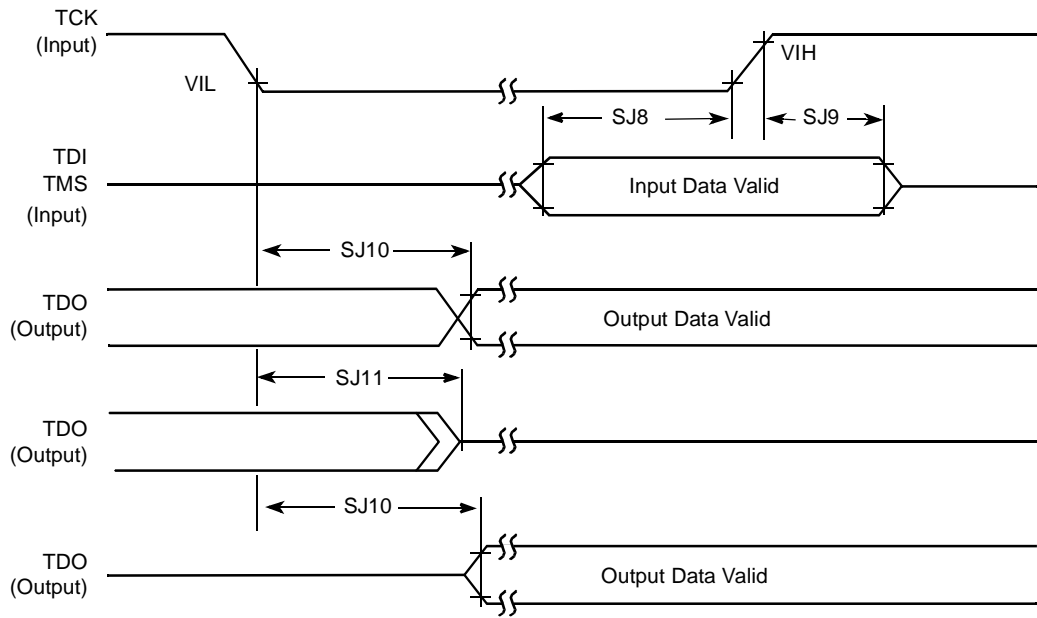 TCK
(Input)
VIH
VIL
SJ8
SJ9
TDI
TMS
(Input)
Input Data Valid
SJ10
TDO
(Output)
Output Data Valid
SJ11
TDO
(Output)
SJ10
TDO
(Output)
Output Data Valid